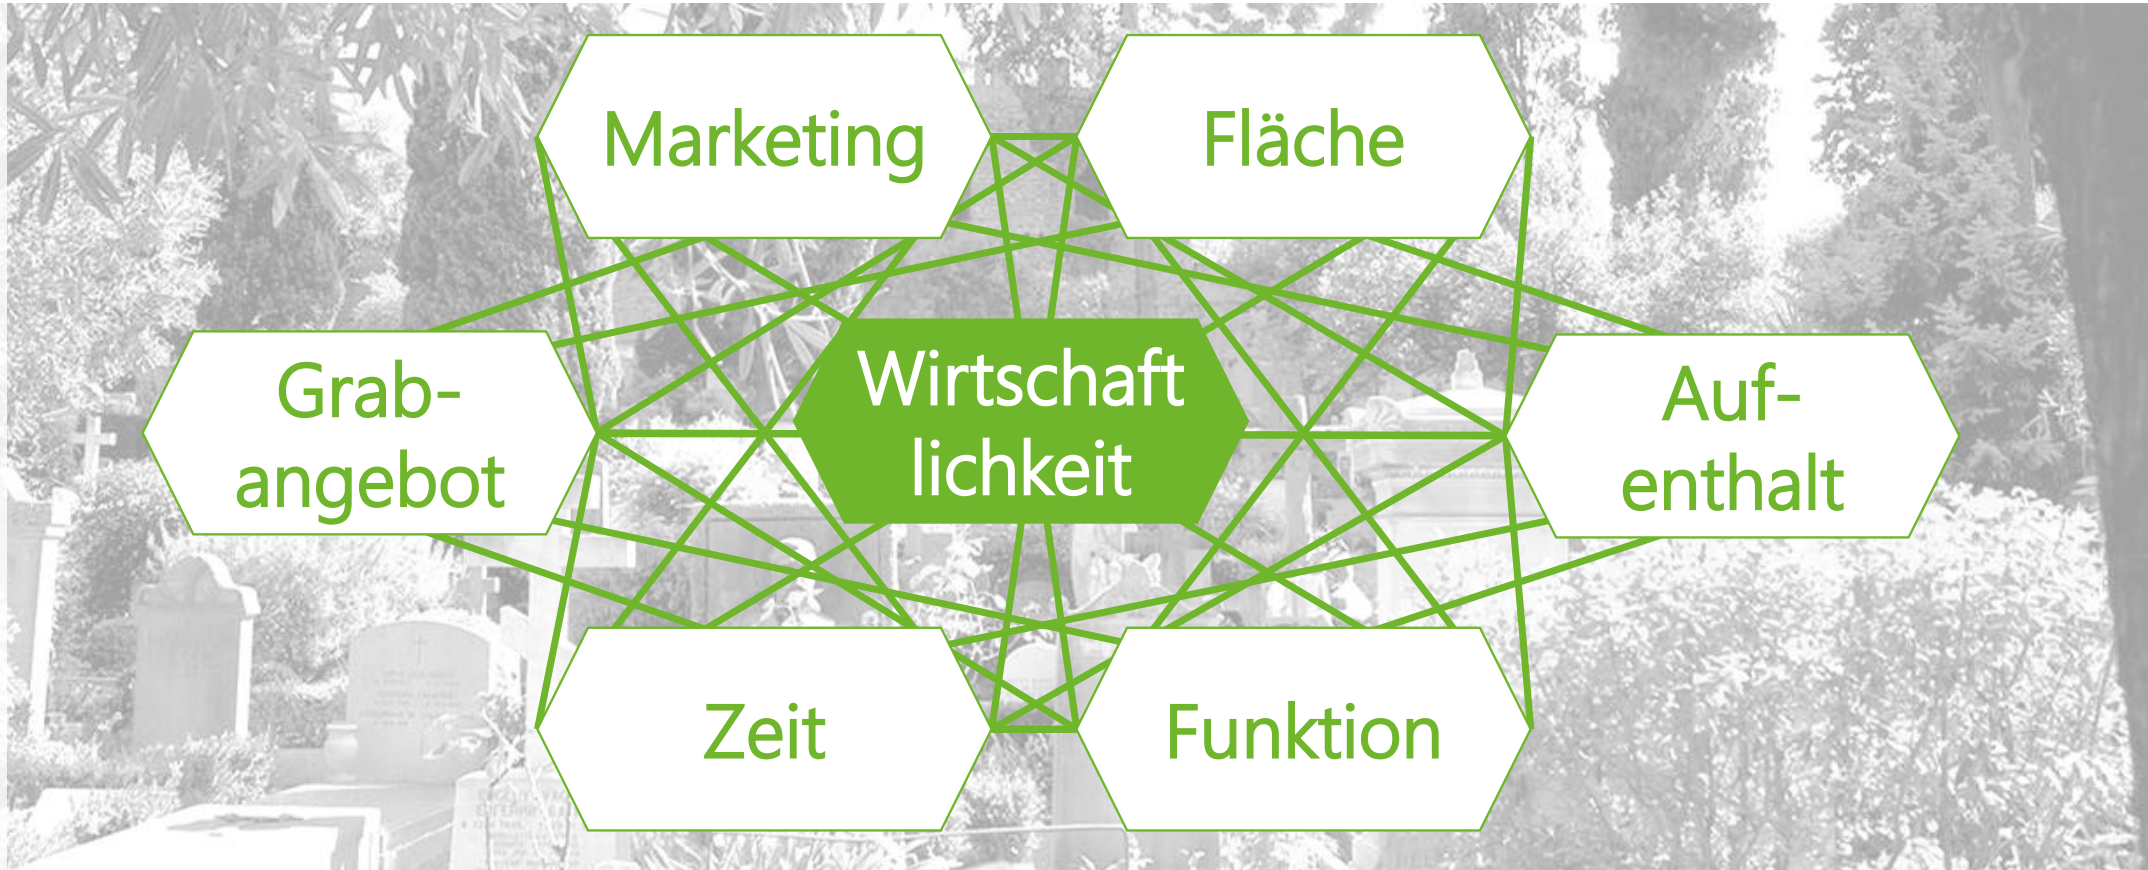 Marketing
Fläche
Grab-
angebot
Wirtschaft
lichkeit
Auf-
enthalt
Zeit
Funktion